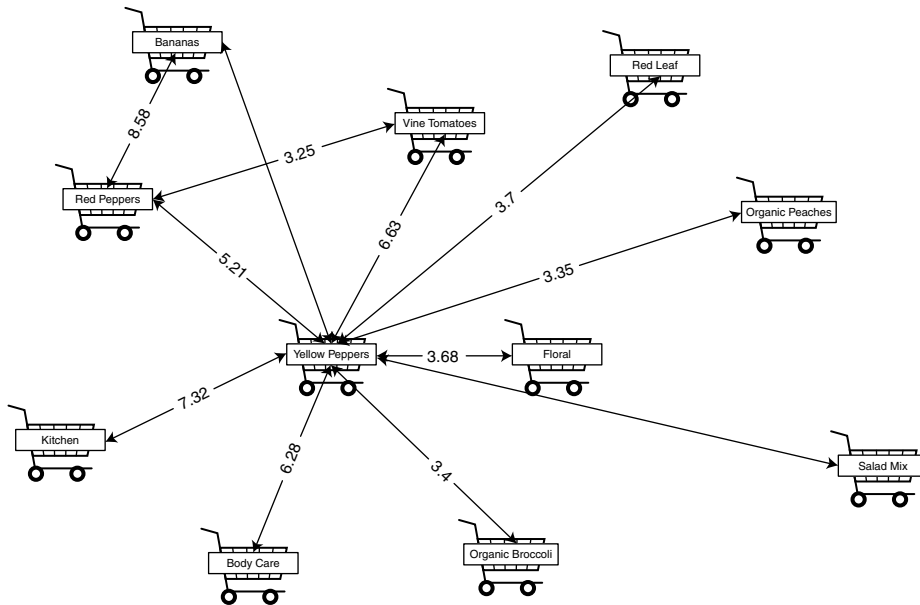 Bananas
Red Leaf
8.58
Vine Tomatoes
3.25
Red Peppers
3.7
Organic Peaches
6.63
5.21
3.35
Yellow Peppers
3.68
Floral
7.32
Kitchen
6.28
3.4
Salad Mix
Body Care
Organic Broccoli